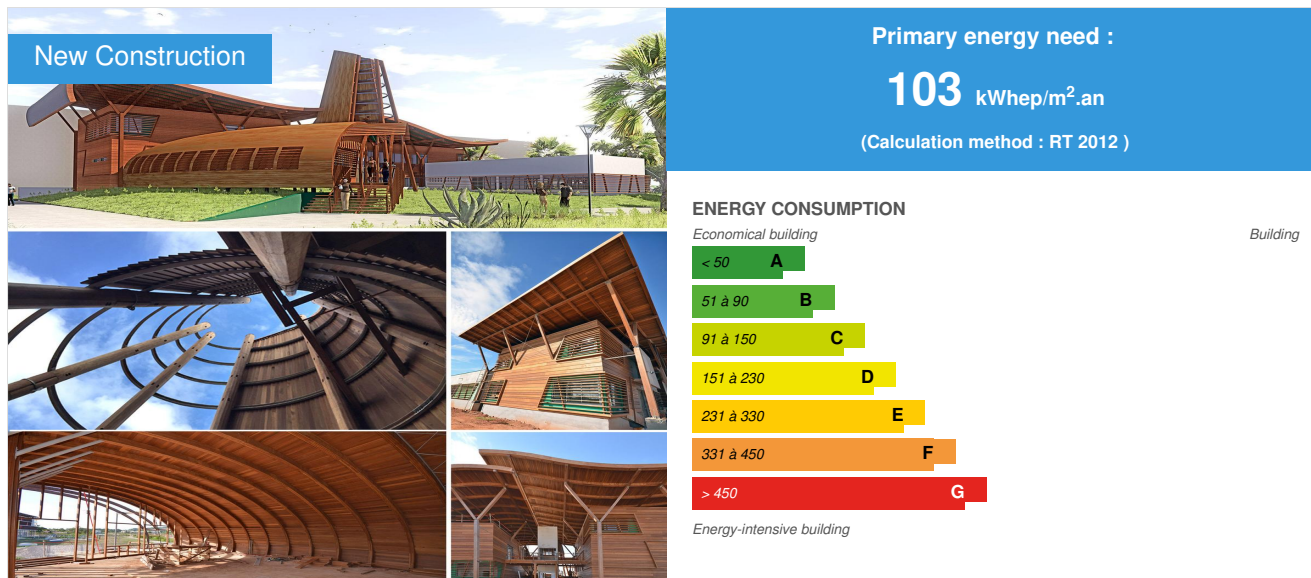 New Construction
Primary energy need :
103 kWhep/m².an
(Calculation method : RT 2012 )
ENERGY CONSUMPTION
Economical building
Building
< 50 A
51 à 90 B
91 à 150 C
151 à 230 D
231 à 330 E
331 à 450 F
> 450 G
Energy-intensive building